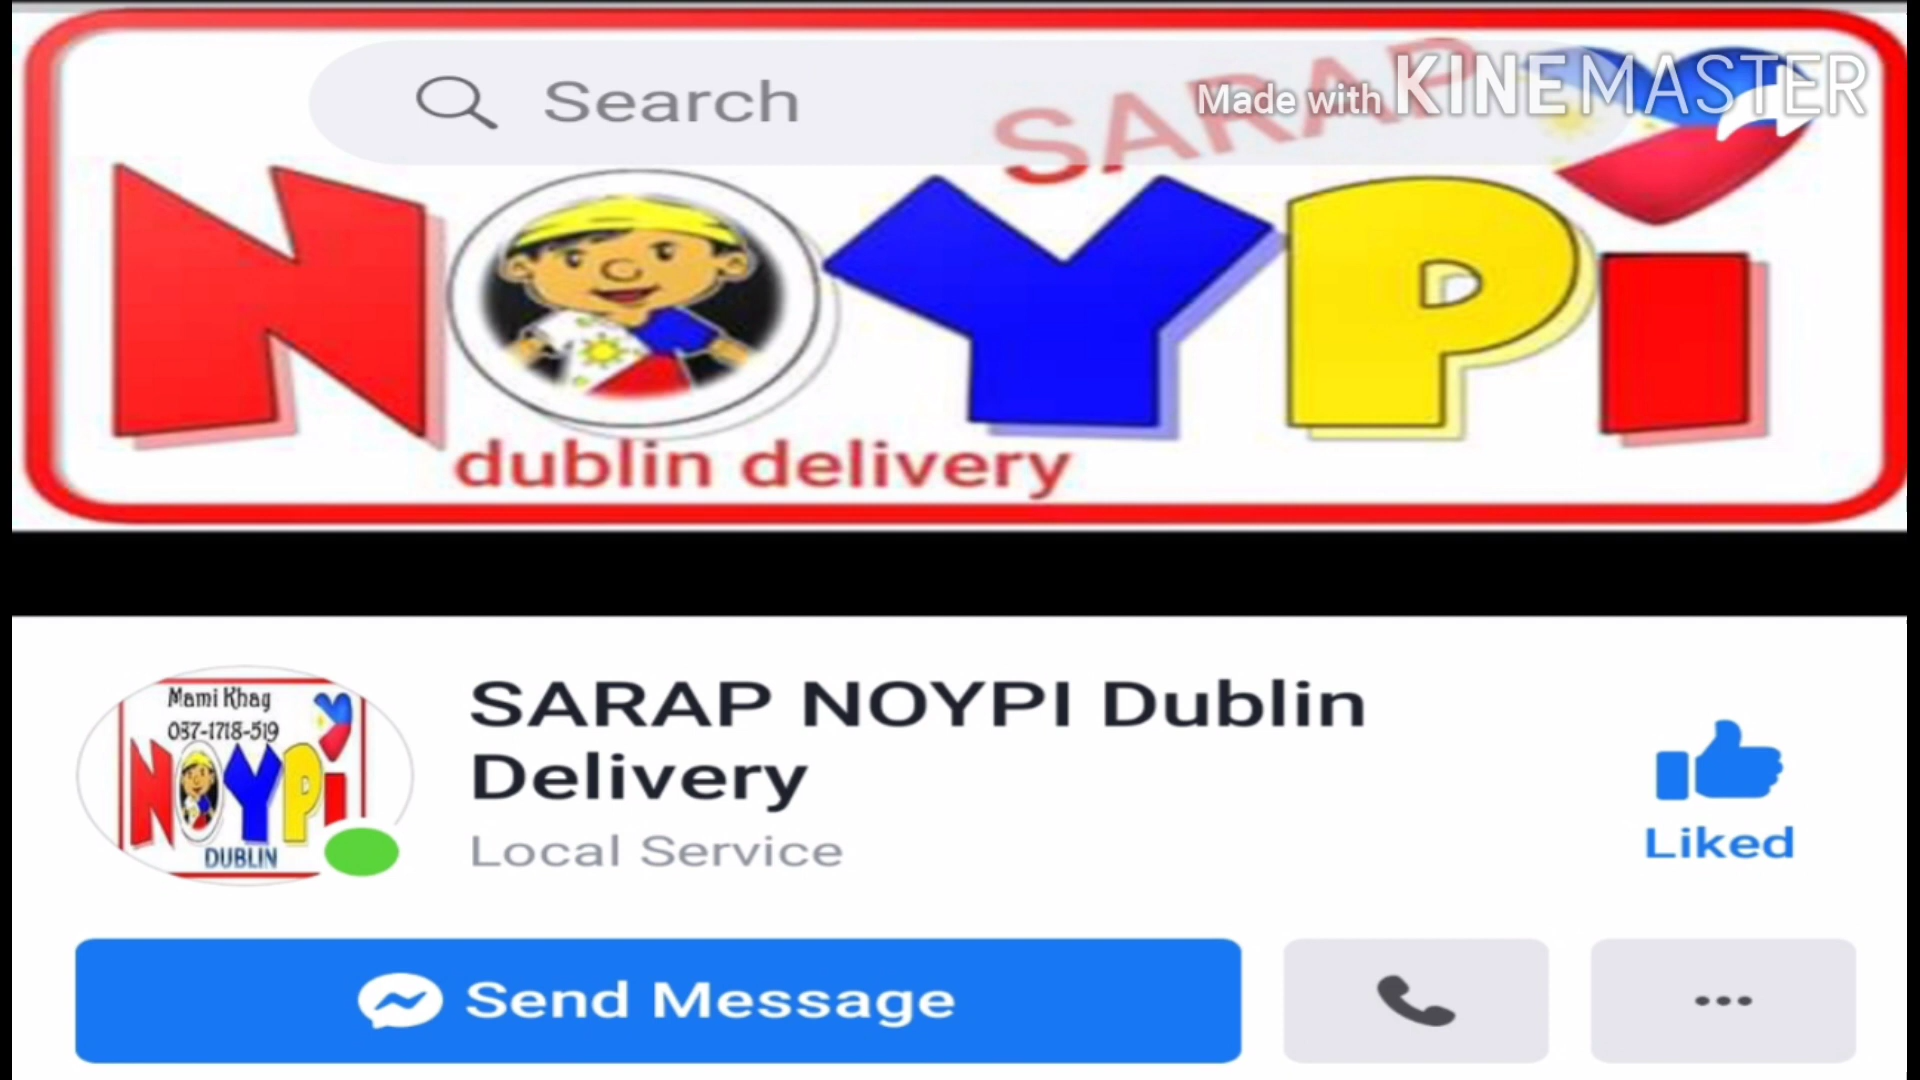 Search
SARAP
Made with KINEMASTER
NOYPi
dublin delivery
Mami Khag
087-1718-519
NOYPi
DUBLIN
SARAP NOYPI Dublin
Delivery
Local Service
Liked
Send Message